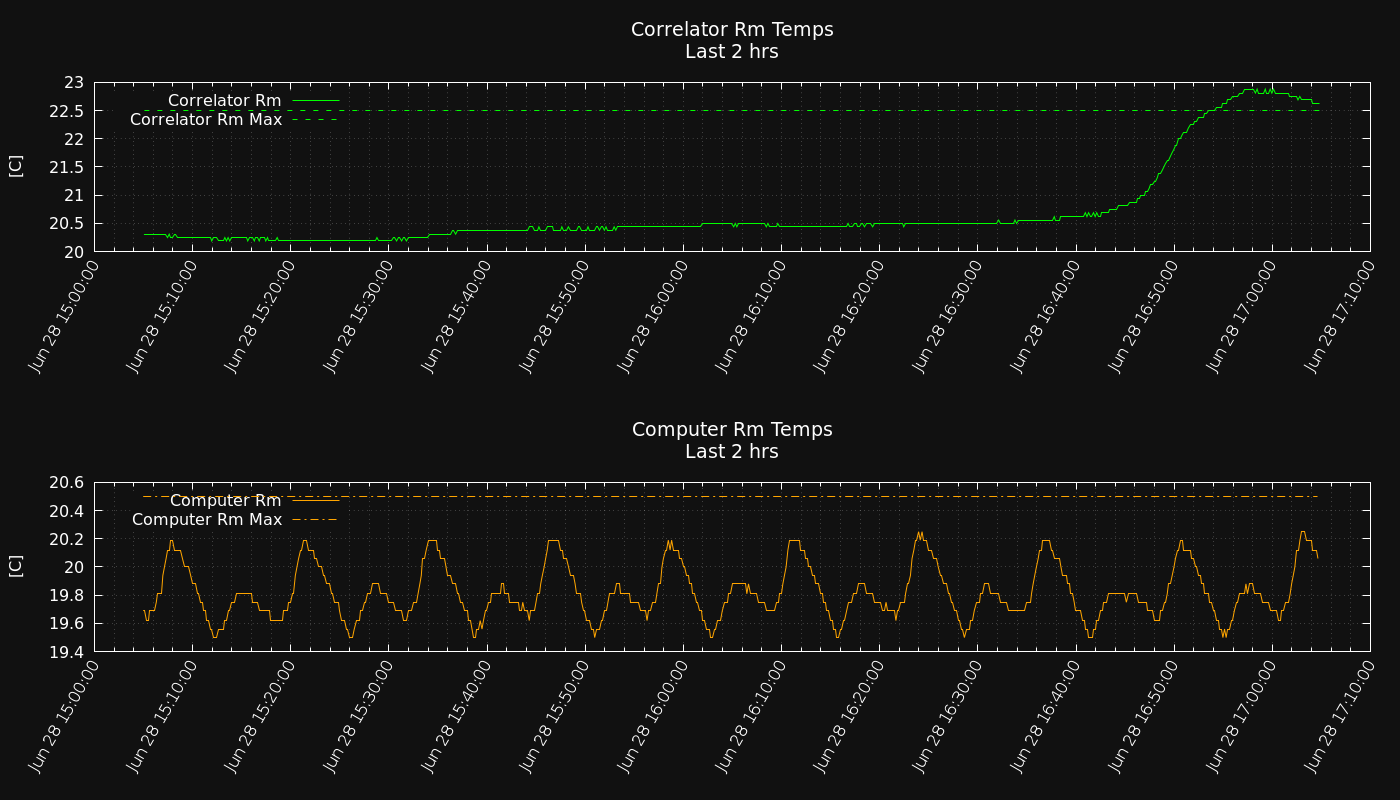 Correlator Rm Temps
Last 2 hrs
[C]
23
22.5
22
21.5
21
20.5
20
Correlator Rm
Correlator Rm Max
Jun 28 15:00:00
Jun 28 15:10:00
Jun 28 15:20:00
Jun 28 15:30:00
Jun 28 15:40:00
Jun 28 15:50:00
Jun 28 16:00:00
Jun 28 16:10:00
Jun 28 16:20:00
Jun 28 16:30:00
Jun 28 16:40:00
Jun 28 16:50:00
Jun 28 17:00:00
Jun 28 17:10:00
Computer Rm Temps
Last 2 hrs
[C]
20.6
20.4
20.2
20
19.8
19.6
19.4
Computer Rm
Computer Rm Max
Jun 28 15:00:00
Jun 28 15:10:00
Jun 28 15:20:00
Jun 28 15:30:00
Jun 28 15:40:00
Jun 28 15:50:00
Jun 28 16:00:00
Jun 28 16:10:00
Jun 28 16:20:00
Jun 28 16:30:00
Jun 28 16:40:00
Jun 28 16:50:00
Jun 28 17:00:00
Jun 28 17:10:00